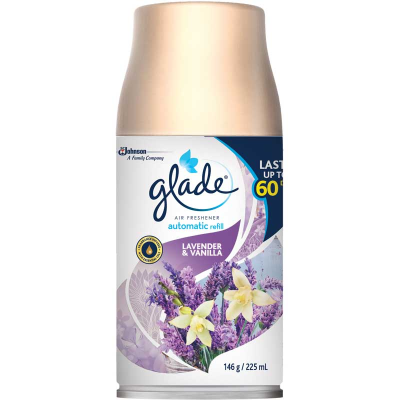 SC Johnson
A Family Company
LAST
UP TO
60
glade
AIR FRESHENER
automatic refill
LAVENDER
& VANILLA
146 g / 225 mL